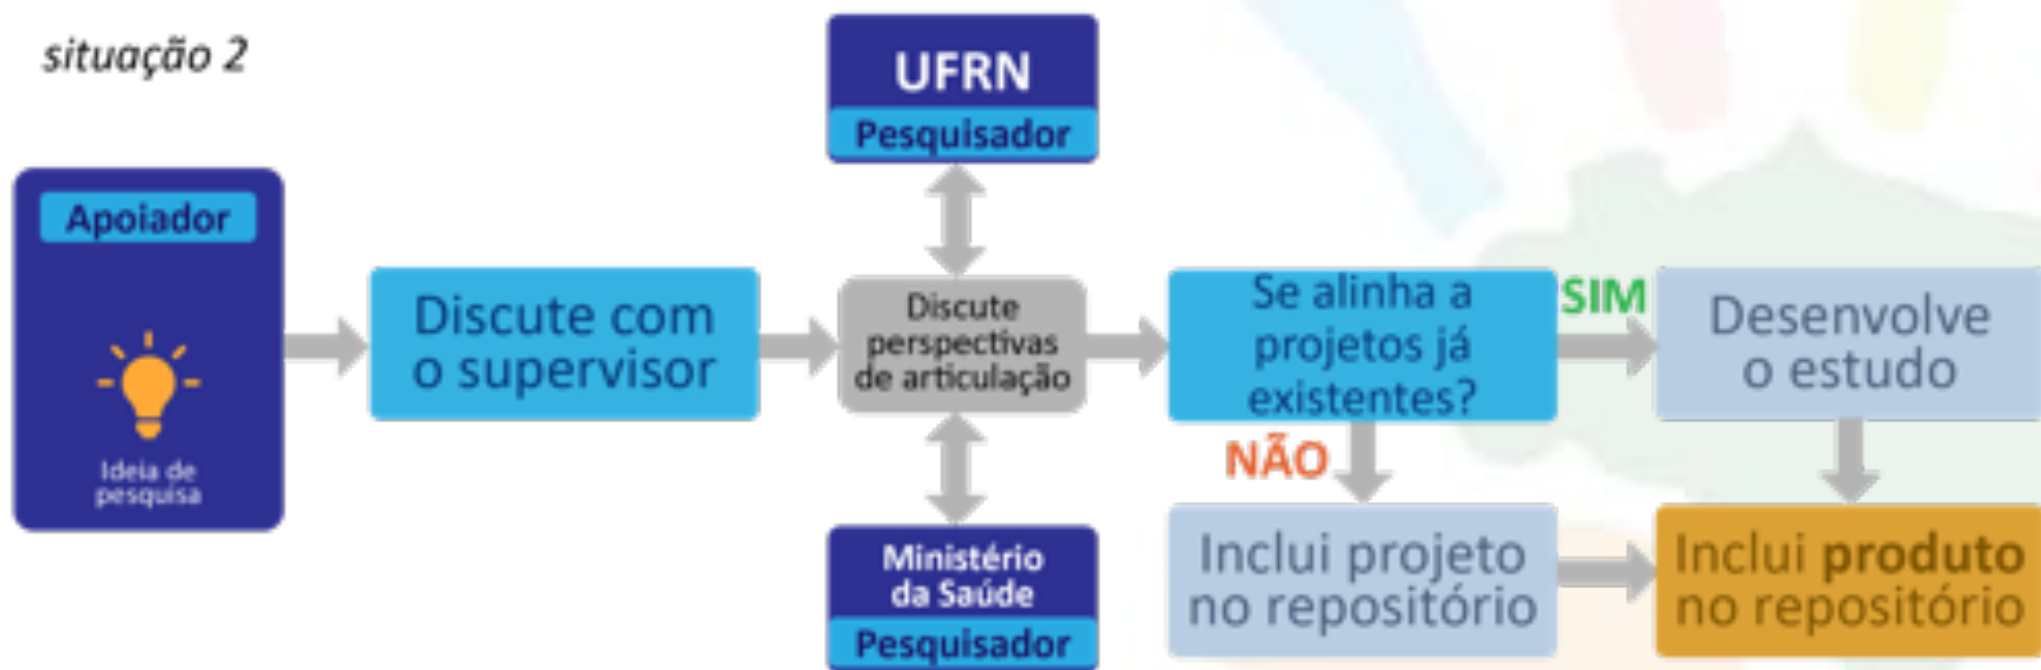 situação 2
UFRN
Pesquisador
Apoiador
Ideia de
pesquisa
Discute com
o supervisor
Discute
perspectivas
de articulação
Ministério
da Saúde
Pesquisador
Se alinha a
projetos já
existentes?
SIM
Desenvolve
o estudo
NÃO
Inclui projeto
no repositório
Inclui produto
no repositório